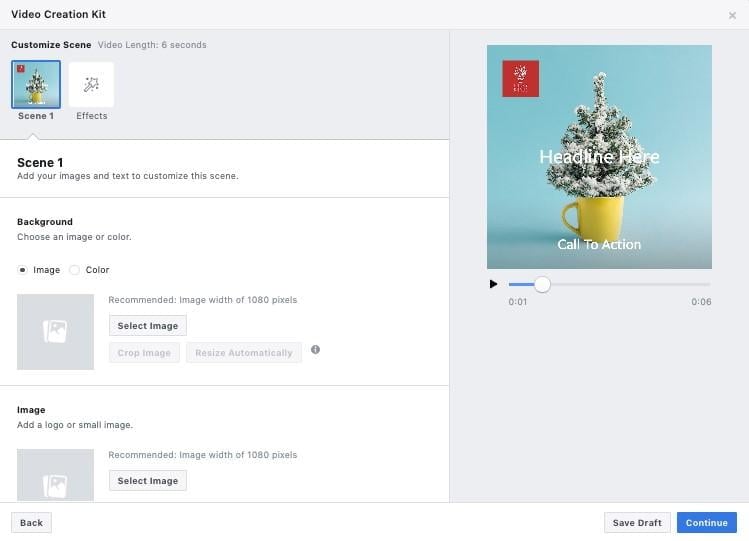 Video Creation Kit
Customize Scene Video Length: 6 seconds
Scene 1 Effects
Scene 1
Add your images and text to customize this scene.
Background
Choose an image or color.
Image Color
Recommended: Image width of 1080 pixels
Select Image
Crop Image Resize Automatically
Image
Add a logo or small image.
Recommended: Image width of 1080 pixels
Select Image
Headline Here
Call To Action
0:01 0:06
Back Save Draft Continue